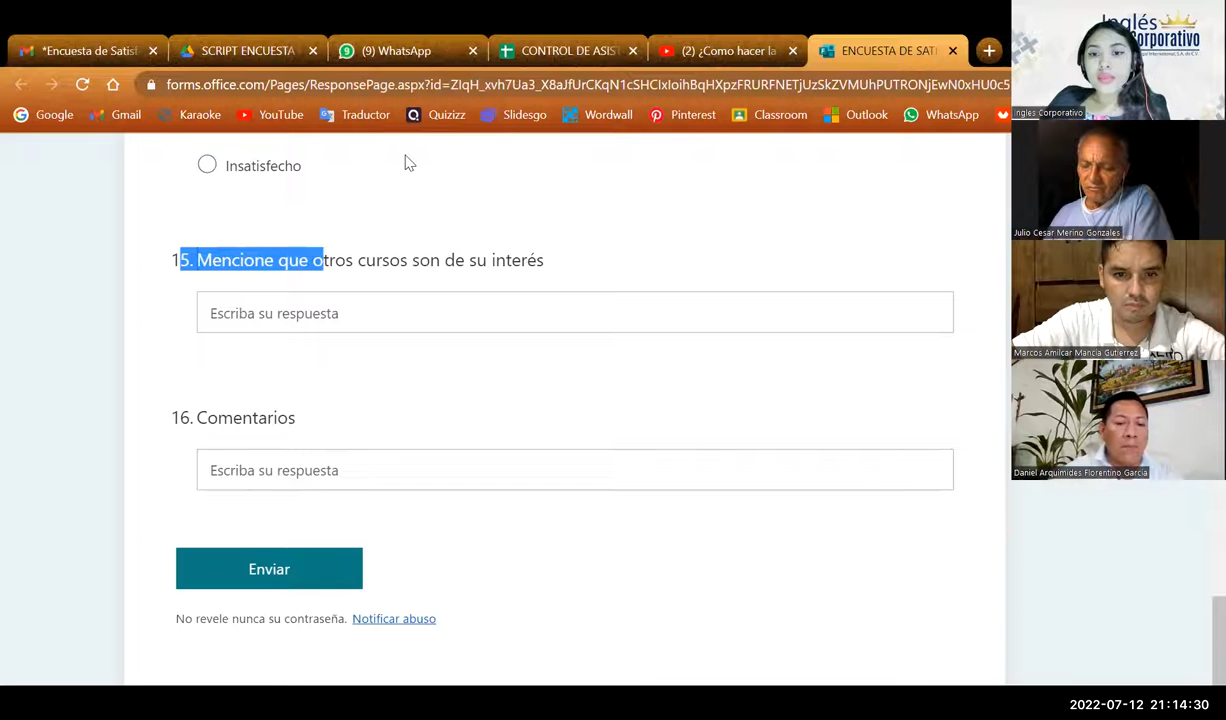 *Encuesta de Satisf
SCRIPT ENCUESTA
(9) WhatsApp
CONTROL DE ASIS
(2) ¿Como hacer la
ENCUESTA DE SATI
Inglés
Corporativo
forms.office.com/Pages/ResponsePage.aspx?id=ZIqH_xvh7Ua3_X8aJfUrCKqN1cSHCIxIoihBqHXpzFRURFNETjUzSkZVMUhPUTRONjEwN0xHU0c5
Google
Gmail
Karaoke
YouTube
Traductor
Quizizz
Slidesgo
Wordwall
Pinterest
Classroom
Outlook
WhatsApp
Ingles Corporativo
Insatisfecho
Julio Cesar Merino Gonzales
15. Mencione que otros cursos son de su interés
Escriba su respuesta
Marcos Amilcar Mancia Gutierrez
16. Comentarios
Escriba su respuesta
Daniel Arquimides Florentino Garcia
Enviar
No revele nunca su contraseña. Notificar abuso
2022-07-12 21:14:30